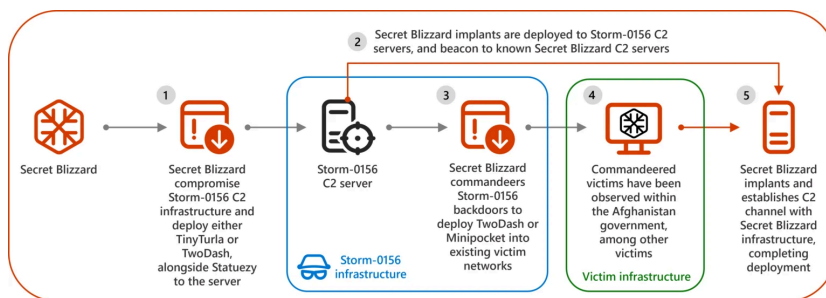 2
Secret Blizzard implants are deployed to Storm-0156 C2
servers, and beacon to known Secret Blizzard C2 servers
Secret Blizzard
1
Secret Blizzard
compromise
Storm-0156 C2
infrastructure and
deploy either
TinyTurla or
TwoDash,
alongside Statuezy
to the server
Storm-0156
C2 server
3
Secret Blizzard
commandeers
Storm-0156
backdoors to
deploy TwoDash or
Minipocket into
existing victim
networks
Storm-0156
infrastructure
4
Commandeered
victims have been
observed within
the Afghanistan
government,
among other
victims
Victim infrastructure
5
Secret Blizzard
implants and
establishes C2
channel with
Secret Blizzard
infrastructure,
completing
deployment